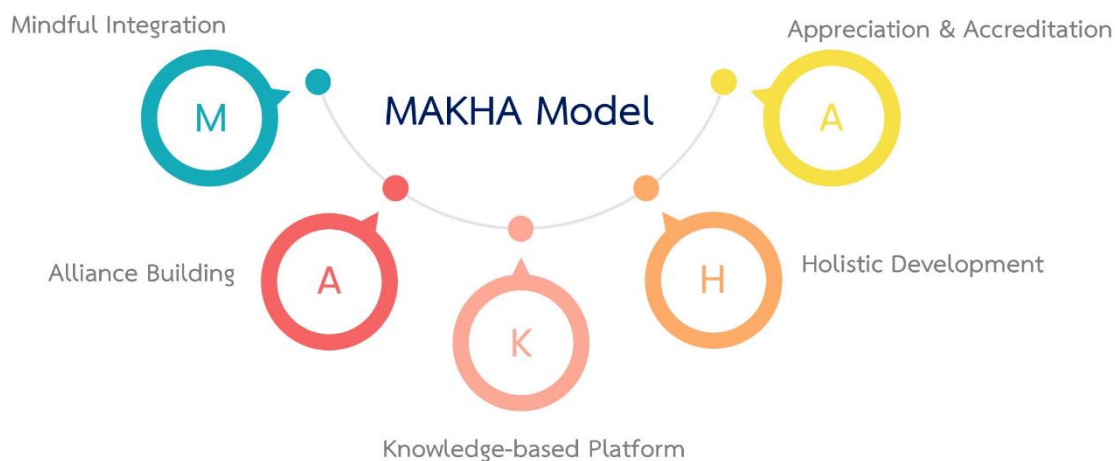 Mindful Integration
M
MAKHA Model
Appreciation & Accreditation
A
Alliance Building
A
Knowledge-based Platform
K
Holistic Development
H